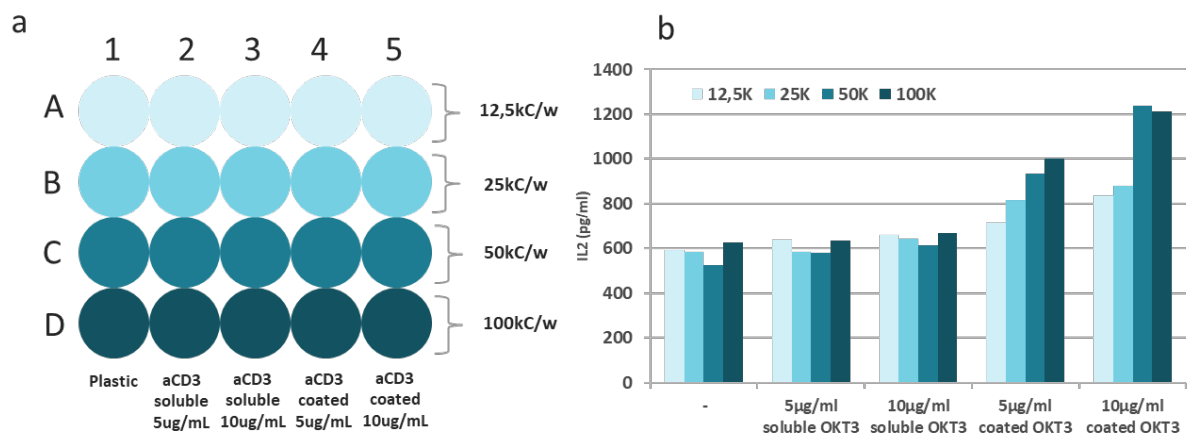 a
1 2 3 4 5
A
12,5kC/w
B
25kC/w
C
50kC/w
D
100kC/w
Plastic
aCD3
soluble
5ug/mL
aCD3
soluble
10ug/mL
aCD3
coated
5ug/mL
aCD3
coated
10ug/mL
b
1400
1200
1000
800
600
400
200
0
IL2 (pg/ml)
12,5K 25K 50K 100K
-
5µg/ml
soluble OKT3
10µg/ml
soluble OKT3
5µg/ml
coated OKT3
10µg/ml
coated OKT3